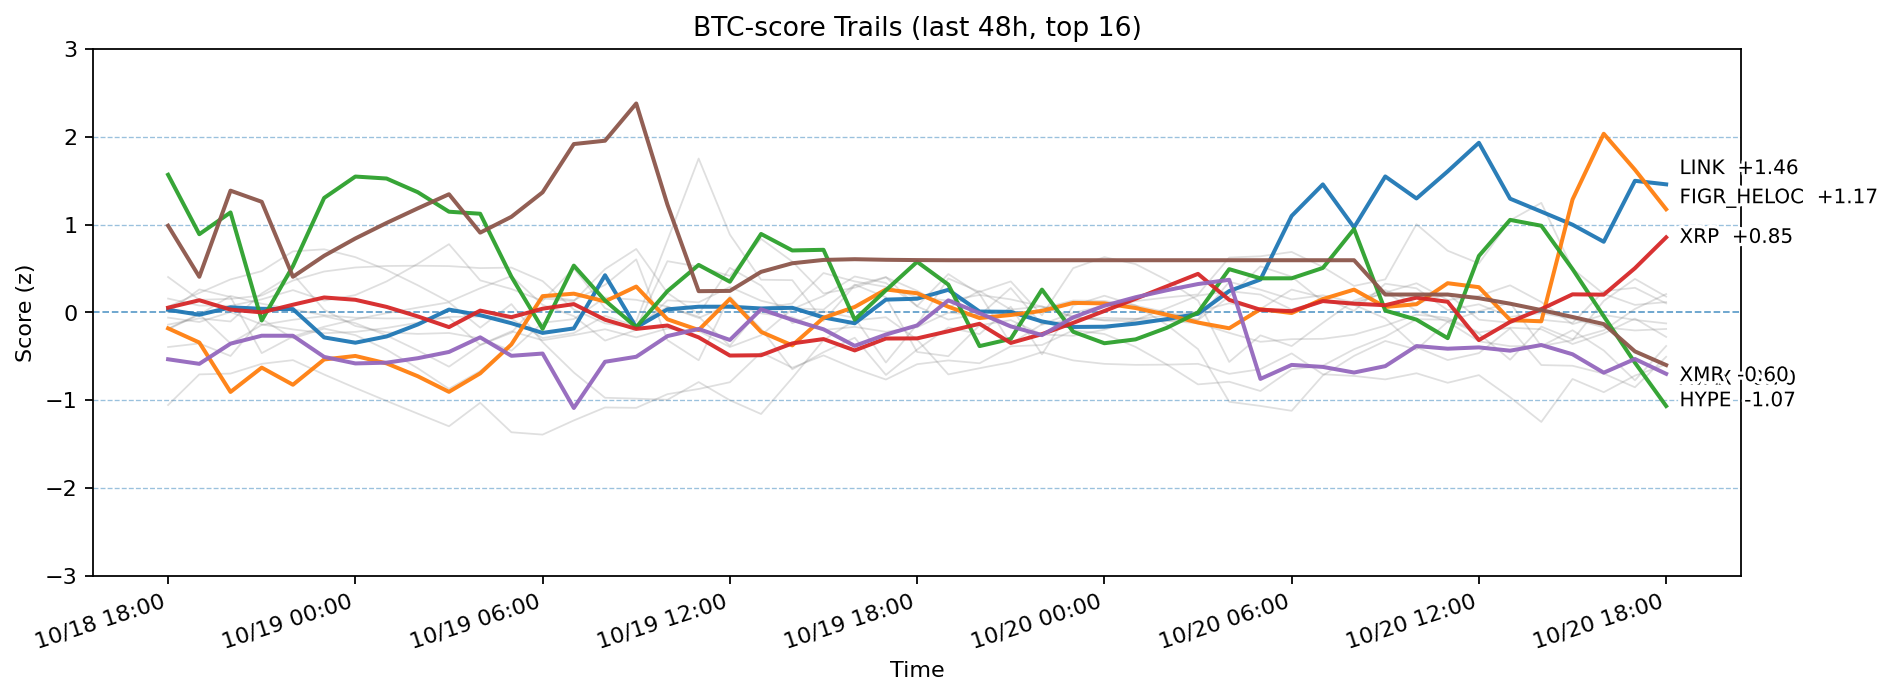 BTC-score Trails (last 48h, top 16)
3
2
1
0
−1
−2
−3
Score (z)
LINK +1.46
FIGR_HELOC +1.17
XRP +0.85
XMR -0.60
HYPE -1.07
10/18 18:00
10/19 00:00
10/19 06:00
10/19 12:00
10/19 18:00
10/20 00:00
10/20 06:00
10/20 12:00
10/20 18:00
Time